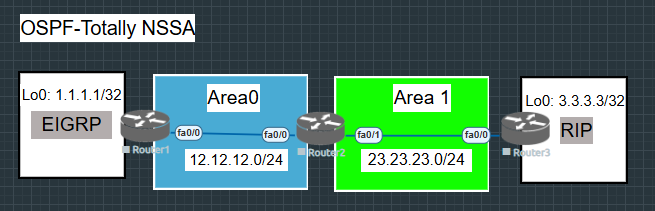 OSPF-Totally NSSA
Lo0: 1.1.1.1/32
EIGRP
Router1
Area0
fa0/0
fa0/0
12.12.12.0/24
Router2
Area 1
fa0/1
fa0/0
23.23.23.0/24
Router3
Lo0: 3.3.3.3/32
RIP